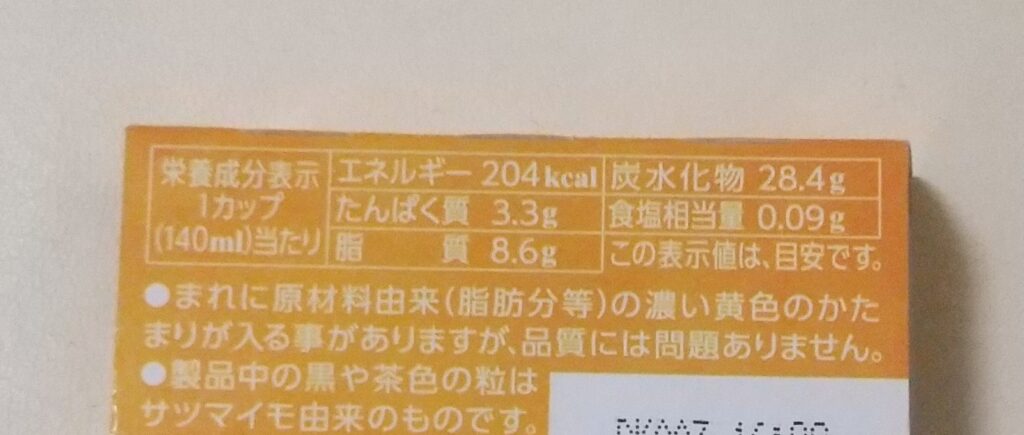 栄養成分表示
1カップ
(140ml)当たり
エネルギー 204kcal
炭水化物 28.4g
たんぱく質 3.3g
食塩相当量 0.09g
脂質 8.6g
この表示値は、目安です。
●まれに原材料由来(脂肪分等)の濃い黄色のかた
まりが入る事がありますが、品質には問題ありません。
●製品中の黒や茶色の粒は
サツマイモ由来のものです。